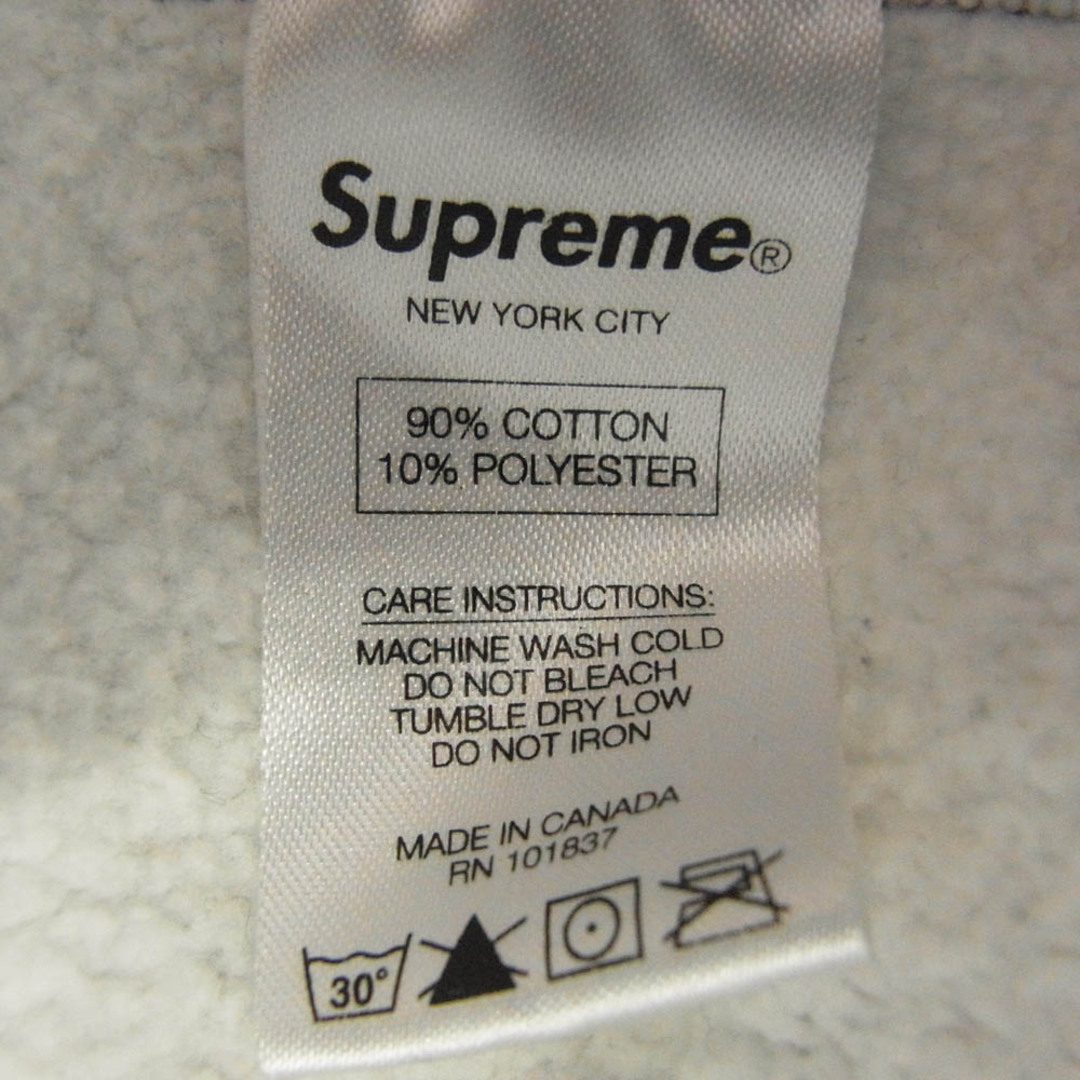 Supreme®
NEW YORK CITY
90% COTTON
10% POLYESTER
CARE INSTRUCTIONS:
MACHINE WASH COLD
DO NOT BLEACH
TUMBLE DRY LOW
DO NOT IRON
MADE IN CANADA
RN 101837
30°